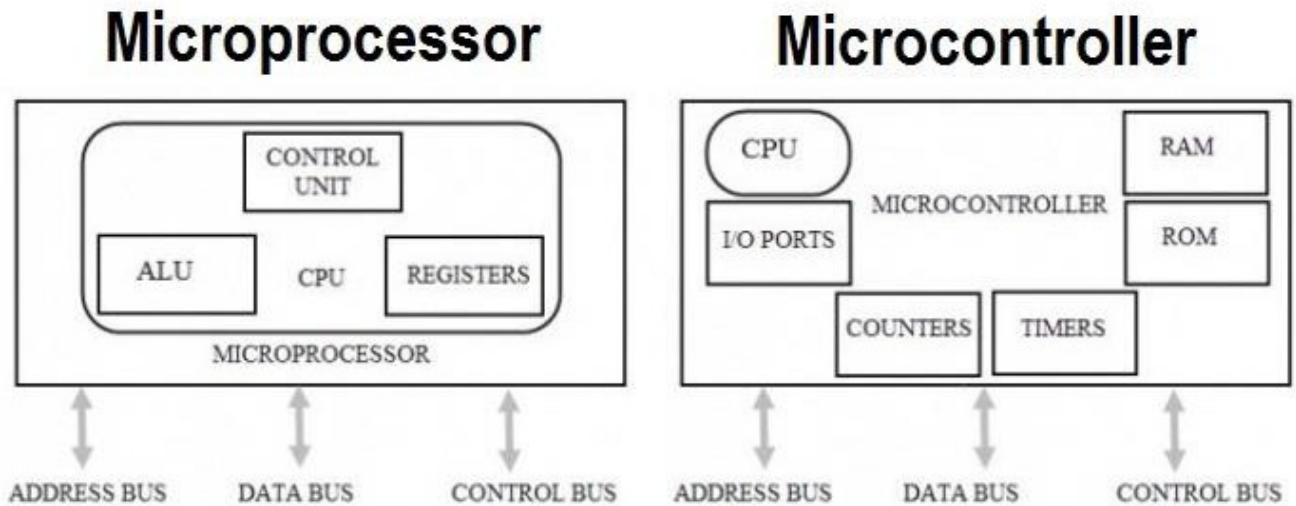 Microprocessor
CONTROL
UNIT
ALU
CPU
REGISTERS
MICROPROCESSOR
ADDRESS BUS
DATA BUS
CONTROL BUS
Microcontroller
CPU
RAM
MICROCONTROLLER
I/O PORTS
ROM
COUNTERS
TIMERS
ADDRESS BUS
DATA BUS
CONTROL BUS